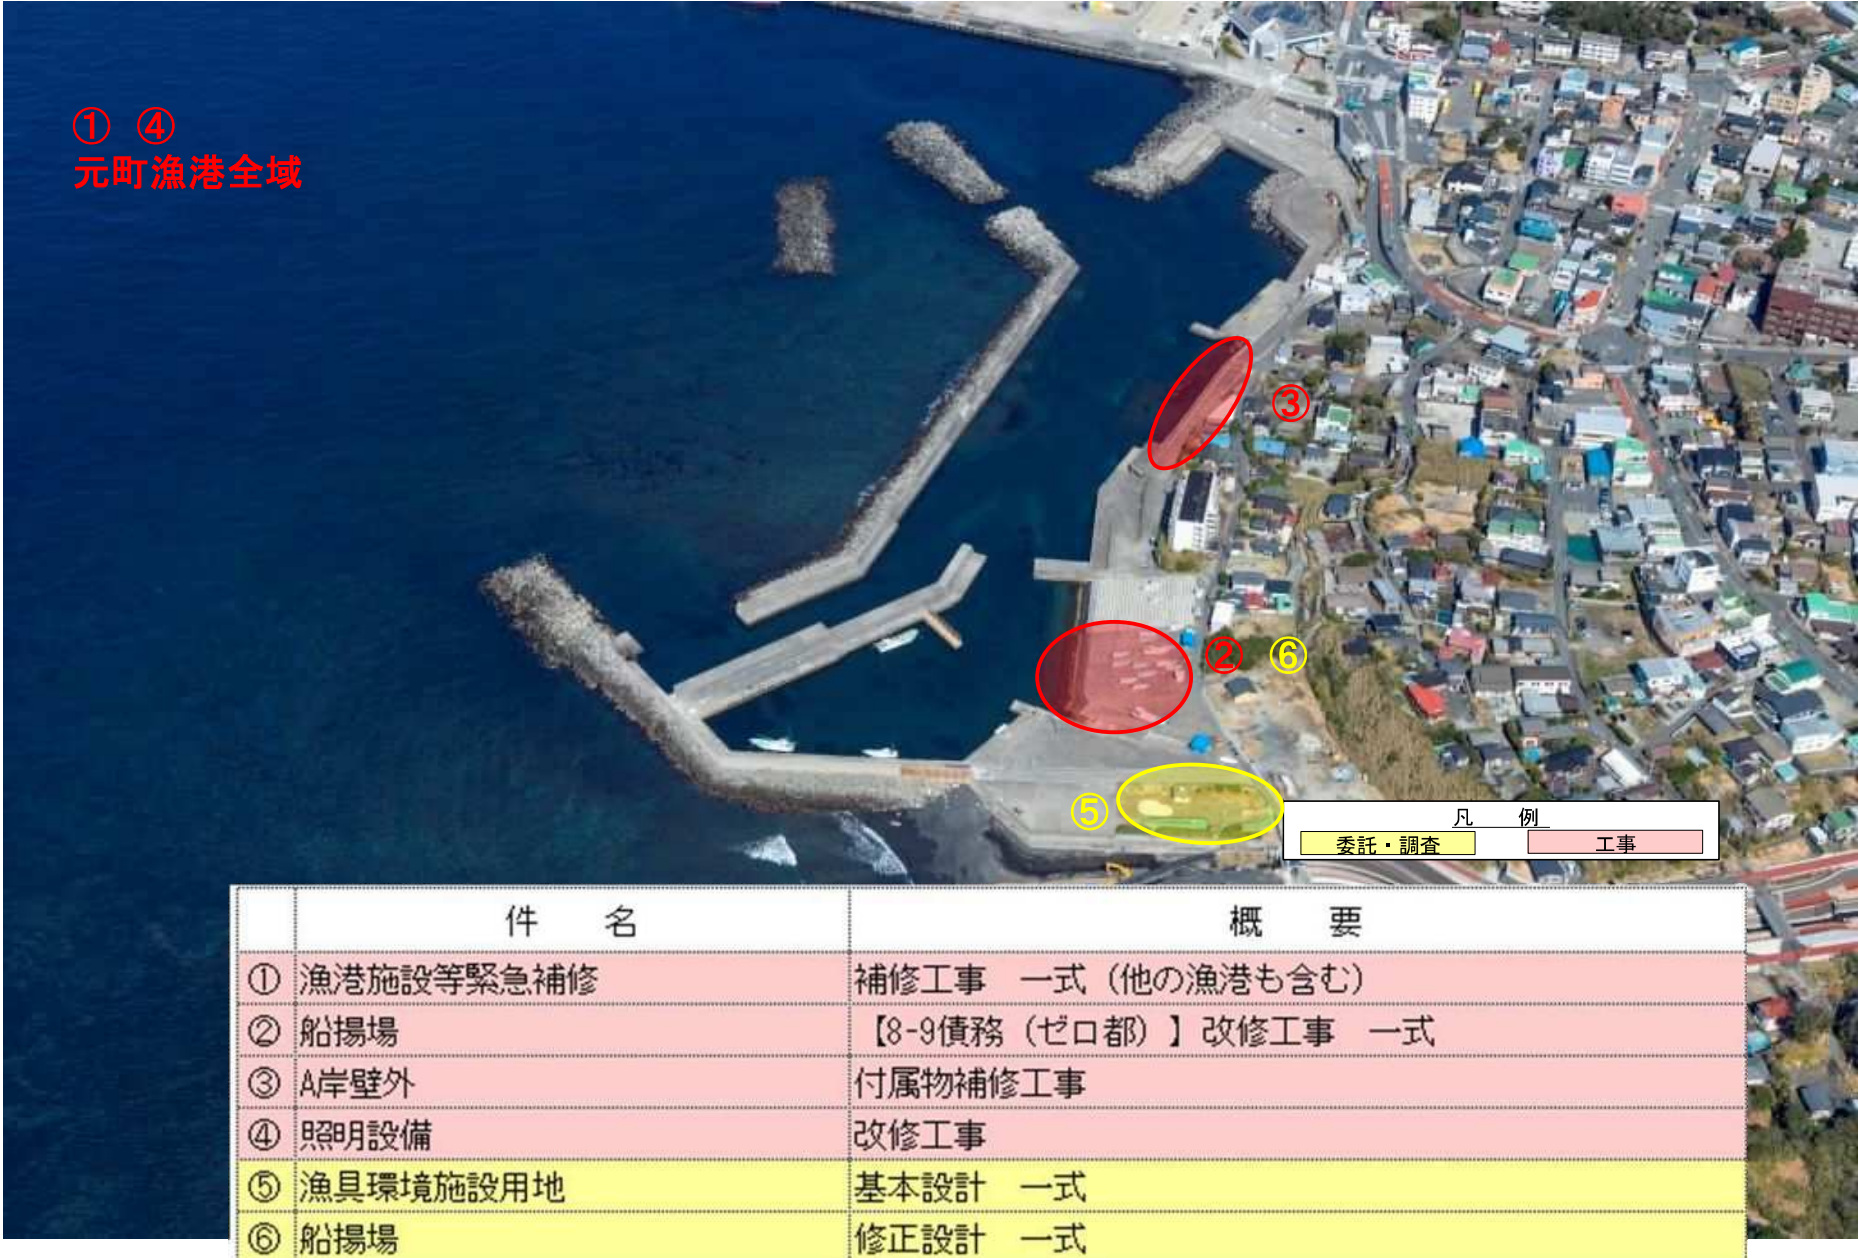 ① ④
元町漁港全域
③
② ⑥
⑤
凡 例
委託・調査 工事
件 名 概 要
① 漁港施設等緊急補修 補修工事 一式（他の漁港も含む）
② 船揚場 【8-9債務（ゼロ都）】改修工事 一式
③ A岸壁外 付属物補修工事
④ 照明設備 改修工事
⑤ 漁具環境施設用地 基本設計 一式
⑥ 船揚場 修正設計 一式